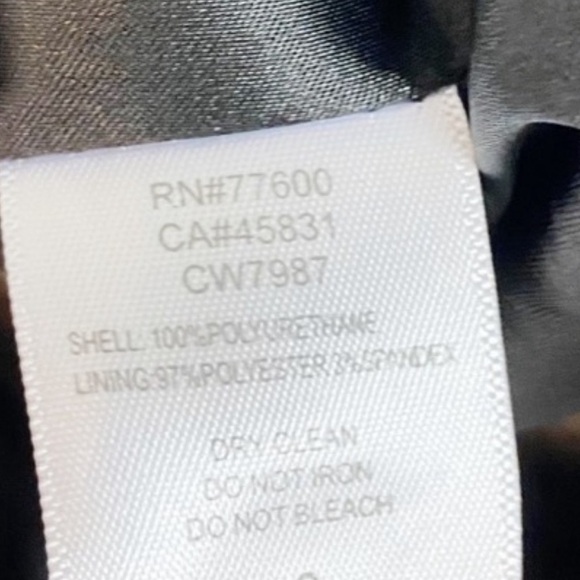 RN#77600
CA#45831
CW7987
SHELL: 100%POLYURETHANE
LINING:97%POLYESTER 3%SPANDEX
DRY CLEAN
DO NOT IRON
DO NOT BLEACH